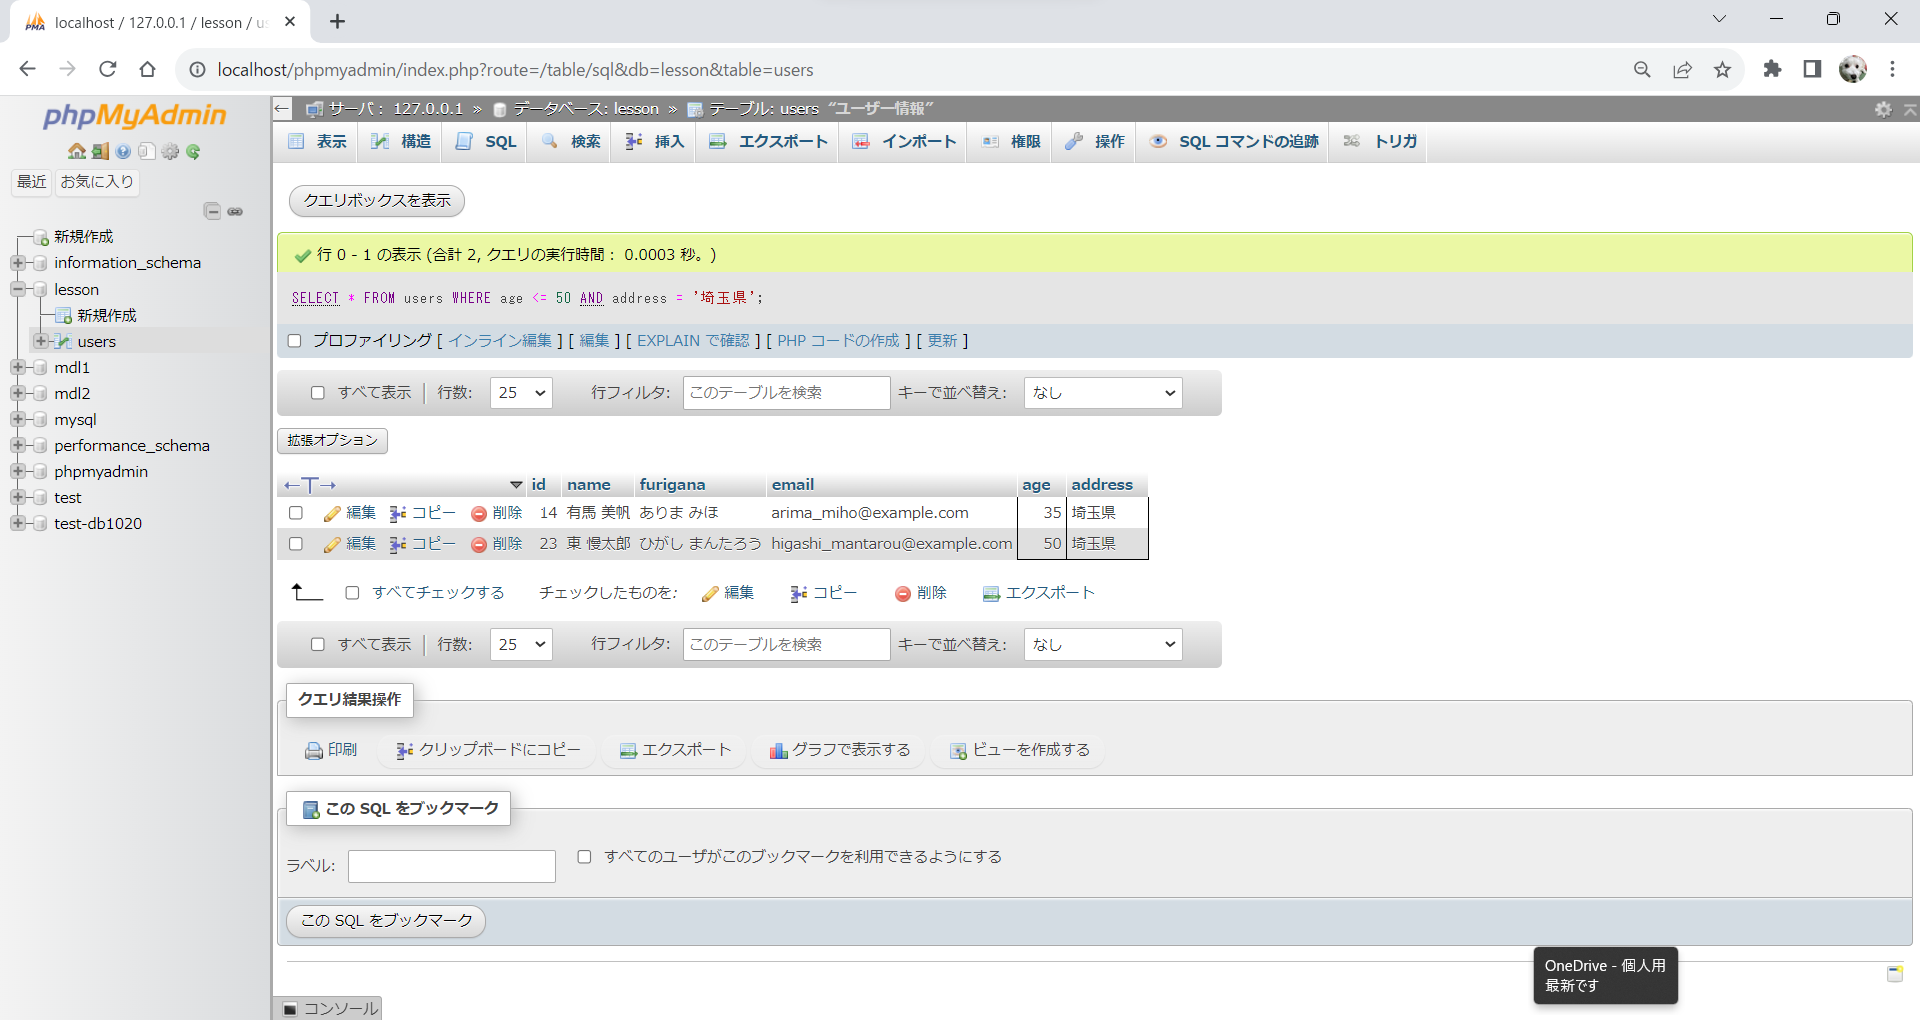 localhost / 127.0.0.1 / lesson / us
localhost/phpmyadmin/index.php?route=/table/sql&db=lesson&table=users
phpMyAdmin
最近 お気に入り
新規作成
information_schema
lesson
新規作成
users
mdl1
mdl2
mysql
performance_schema
phpmyadmin
test
test-db1020
サーバ： 127.0.0.1 » データベース: lesson » テーブル: users “ユーザー情報”
表示 構造 SQL 検索 挿入 エクスポート インポート 権限 操作 SQL コマンドの追跡 トリガ
クエリボックスを表示
行 0 - 1 の表示 (合計 2, クエリの実行時間： 0.0003 秒。)
SELECT * FROM users WHERE age <= 50 AND address = '埼玉県';
プロファイリング [ インライン編集 ] [ 編集 ] [ EXPLAIN で確認 ] [ PHP コードの作成 ] [ 更新 ]
すべて表示 行数: 25 行フィルタ: このテーブルを検索 キーで並べ替え: なし
拡張オプション
←T→ id name furigana email age address
編集 コピー 削除 14 有馬 美帆 ありま みほ arima_miho@example.com 35 埼玉県
編集 コピー 削除 23 東 慢太郎 ひがし まんたろう higashi_mantarou@example.com 50 埼玉県
すべてチェックする チェックしたものを: 編集 コピー 削除 エクスポート
すべて表示 行数: 25 行フィルタ: このテーブルを検索 キーで並べ替え: なし
クエリ結果操作
印刷 クリップボードにコピー エクスポート グラフで表示する ビューを作成する
この SQL をブックマーク
ラベル: すべてのユーザがこのブックマークを利用できるようにする
この SQL をブックマーク
OneDrive - 個人用
最新です
コンソール